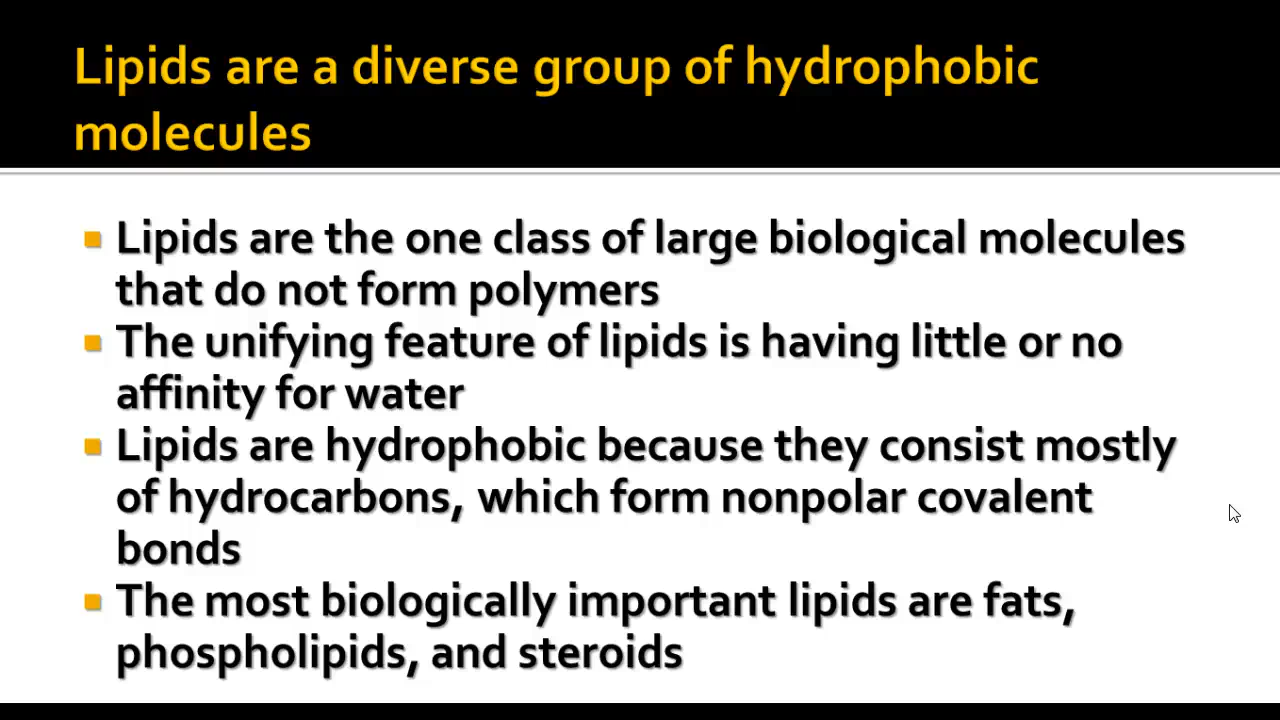 Lipids are a diverse group of hydrophobic
molecules
Lipids are the one class of large biological molecules
that do not form polymers
The unifying feature of lipids is having little or no
affinity for water
Lipids are hydrophobic because they consist mostly
of hydrocarbons, which form nonpolar covalent
bonds
The most biologically important lipids are fats,
phospholipids, and steroids